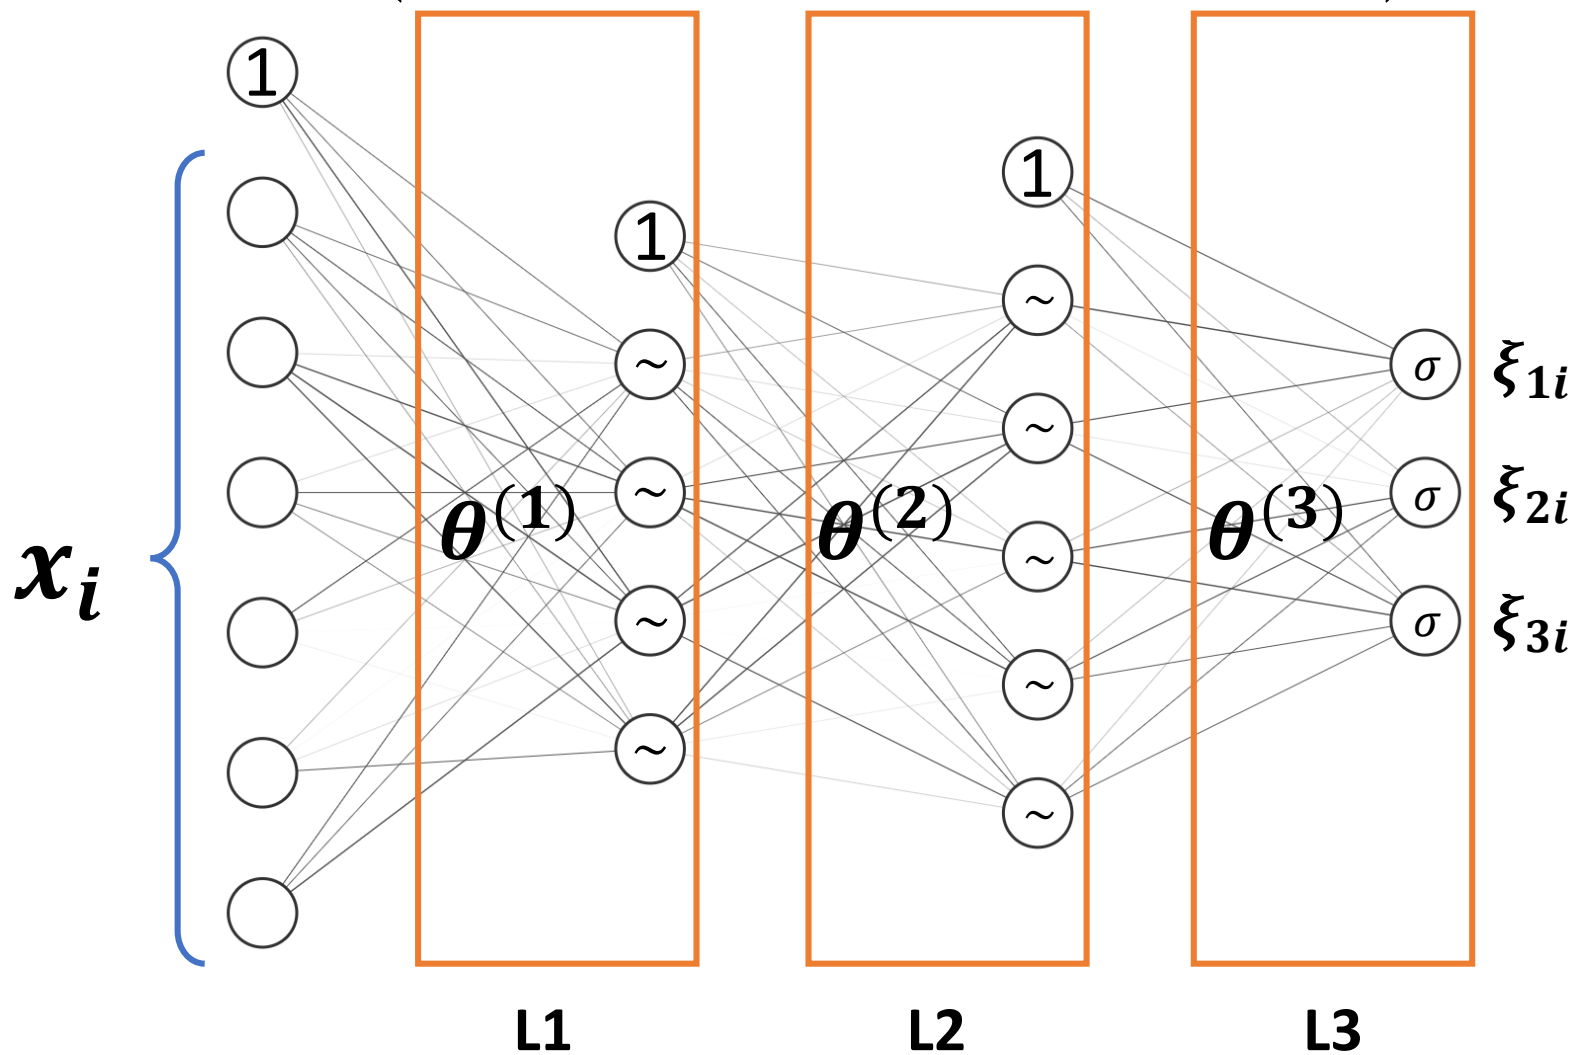 1
1
1
~
~
~
~
~
~
~
~
~
σ
σ
σ
x_i
θ^(1)
θ^(2)
θ^(3)
ξ_1i
ξ_2i
ξ_3i
L1 L2 L3